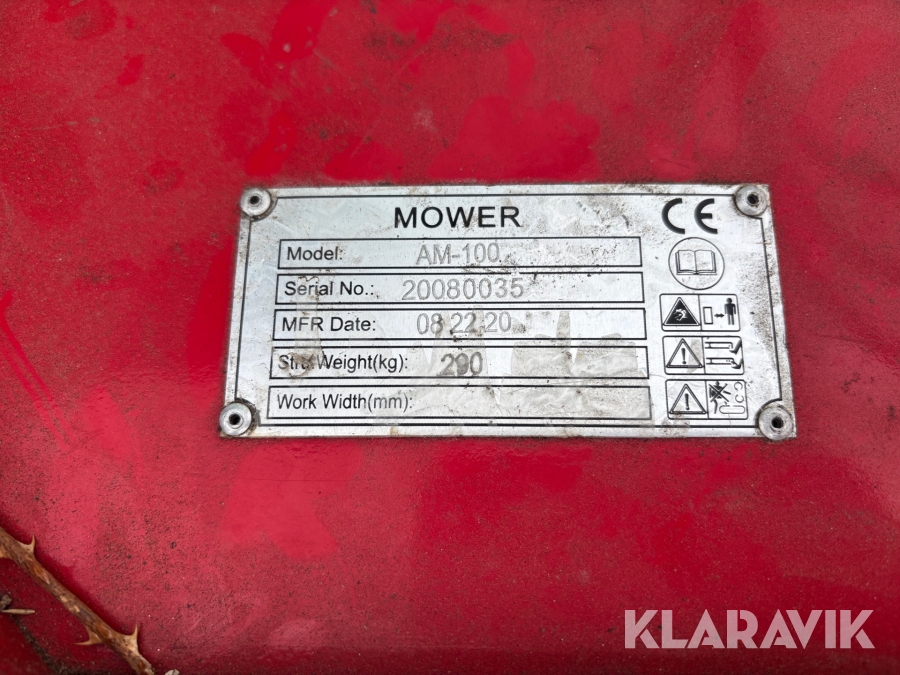 MOWER CE
Model: AM-100
Serial No.: 20080035
MFR Date: 08 22 20
Weight(kg): 290
Work Width(mm):
KLARAVIK